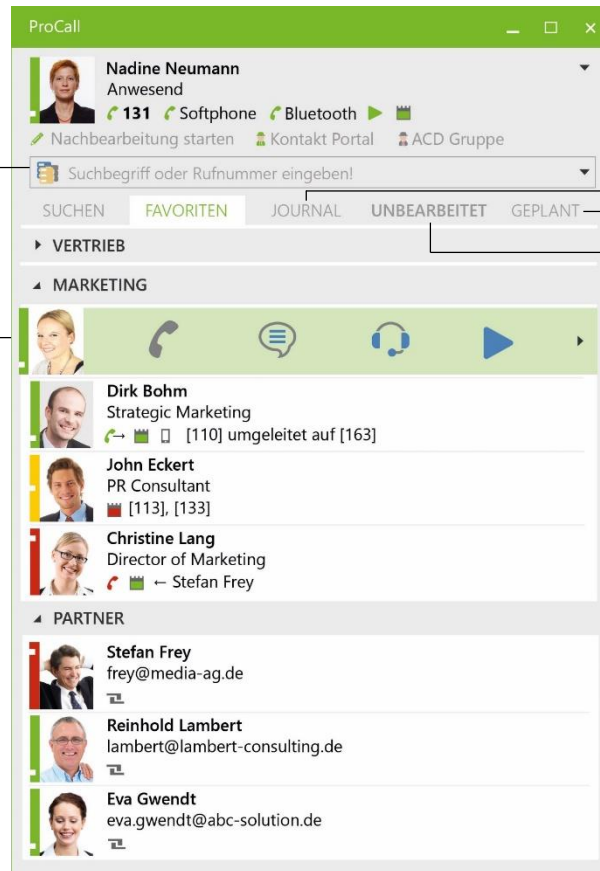 ProCall
Nadine Neumann
Anwesend
131 Softphone Bluetooth
Nachbearbeitung starten Kontakt Portal ACD Gruppe
Suchbegriff oder Rufnummer eingeben!
SUCHEN FAVORITEN JOURNAL UNBEARBEITET GEPLANT
VERTRIEB
MARKETING
Dirk Bohm
Strategic Marketing
[110] umgeleitet auf [163]
John Eckert
PR Consultant
[113], [133]
Christine Lang
Director of Marketing
← Stefan Frey
PARTNER
Stefan Frey
frey@media-ag.de
Reinhold Lambert
lambert@lambert-consulting.de
Eva Gwendt
eva.gwendt@abc-solution.de